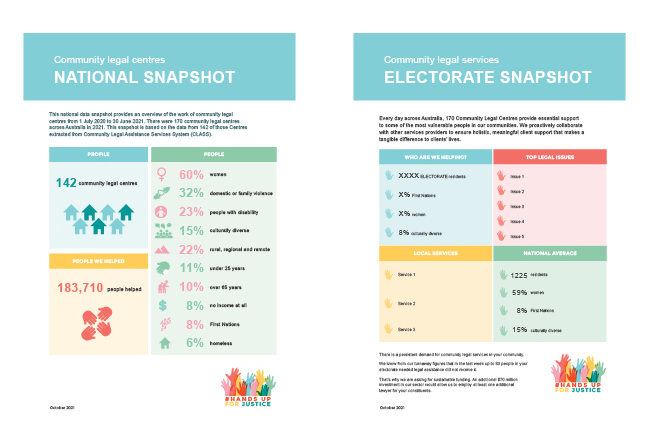 Community legal centres
NATIONAL SNAPSHOT
This national data snapshot provides an overview of the work of community legal
centres from 1 July 2020 to 30 June 2021. There were 170 community legal centres
across Australia in 2021. This snapshot is based on the data from 142 of those Centres
extracted from Community Legal Assistance Services System (CLASS).
PROFILE
142 community legal centres
PEOPLE WE HELPED
183,710 people helped
PEOPLE
60% women
32% domestic or family violence
23% people with disability
15% culturally diverse
22% rural, regional and remote
11% under 25 years
10% over 65 years
8% no income at all
8% First Nations
6% homeless
#HANDS UP
FOR JUSTICE
October 2021
Community legal services
ELECTORATE SNAPSHOT
Every day across Australia, 170 Community Legal Centres provide essential support
to some of the most vulnerable people in our communities. We proactively collaborate
with other services providers to ensure holistic, meaningful client support that makes a
tangible difference to clients' lives.
WHO ARE WE HELPING?
XXXX ELECTORATE residents
X% First Nations
X% women
8% culturally diverse
TOP LEGAL ISSUES
Issue 1
Issue 2
Issue 3
Issue 4
Issue 5
LOCAL SERVICES
Service 1
Service 2
Service 3
NATIONAL AVERAGE
1225 residents
59% women
8% First Nations
15% culturally diverse
There is a persistent demand for community legal services in your community.
We know from our turnaway figures that in the last week up to 83 people in your
electorate needed legal assistance did not receive it.
That's why we are asking for sustainable funding. An additional $70 million
investment in our sector would allow us to employ at least one additional
lawyer for your constituents.
#HANDS UP
FOR JUSTICE
October 2021